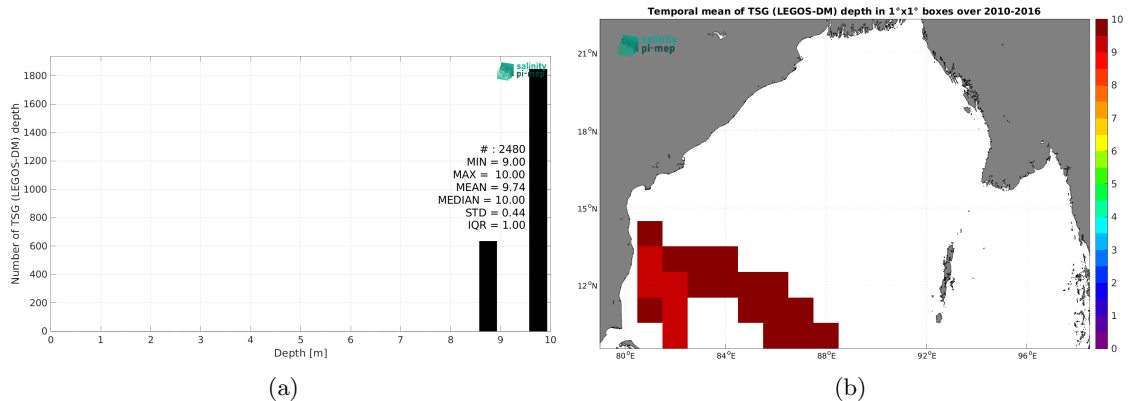 salinity
pi-mep
Number of TSG (LEGOS-DM) depth
1800
1600
1400
1200
1000
800
600
400
200
0
# : 2480
MIN = 9.00
MAX = 10.00
MEAN = 9.74
MEDIAN = 10.00
STD = 0.44
IQR = 1.00
0 1 2 3 4 5 6 7 8 9 10
Depth [m]
(a)
Temporal mean of TSG (LEGOS-DM) depth in 1°x1° boxes over 2010-2016
salinity
pi-mep
21°N
18°N
15°N
12°N
80°E 84°E 88°E 92°E 96°E
10
9
8
7
6
5
4
3
2
1
0
(b)